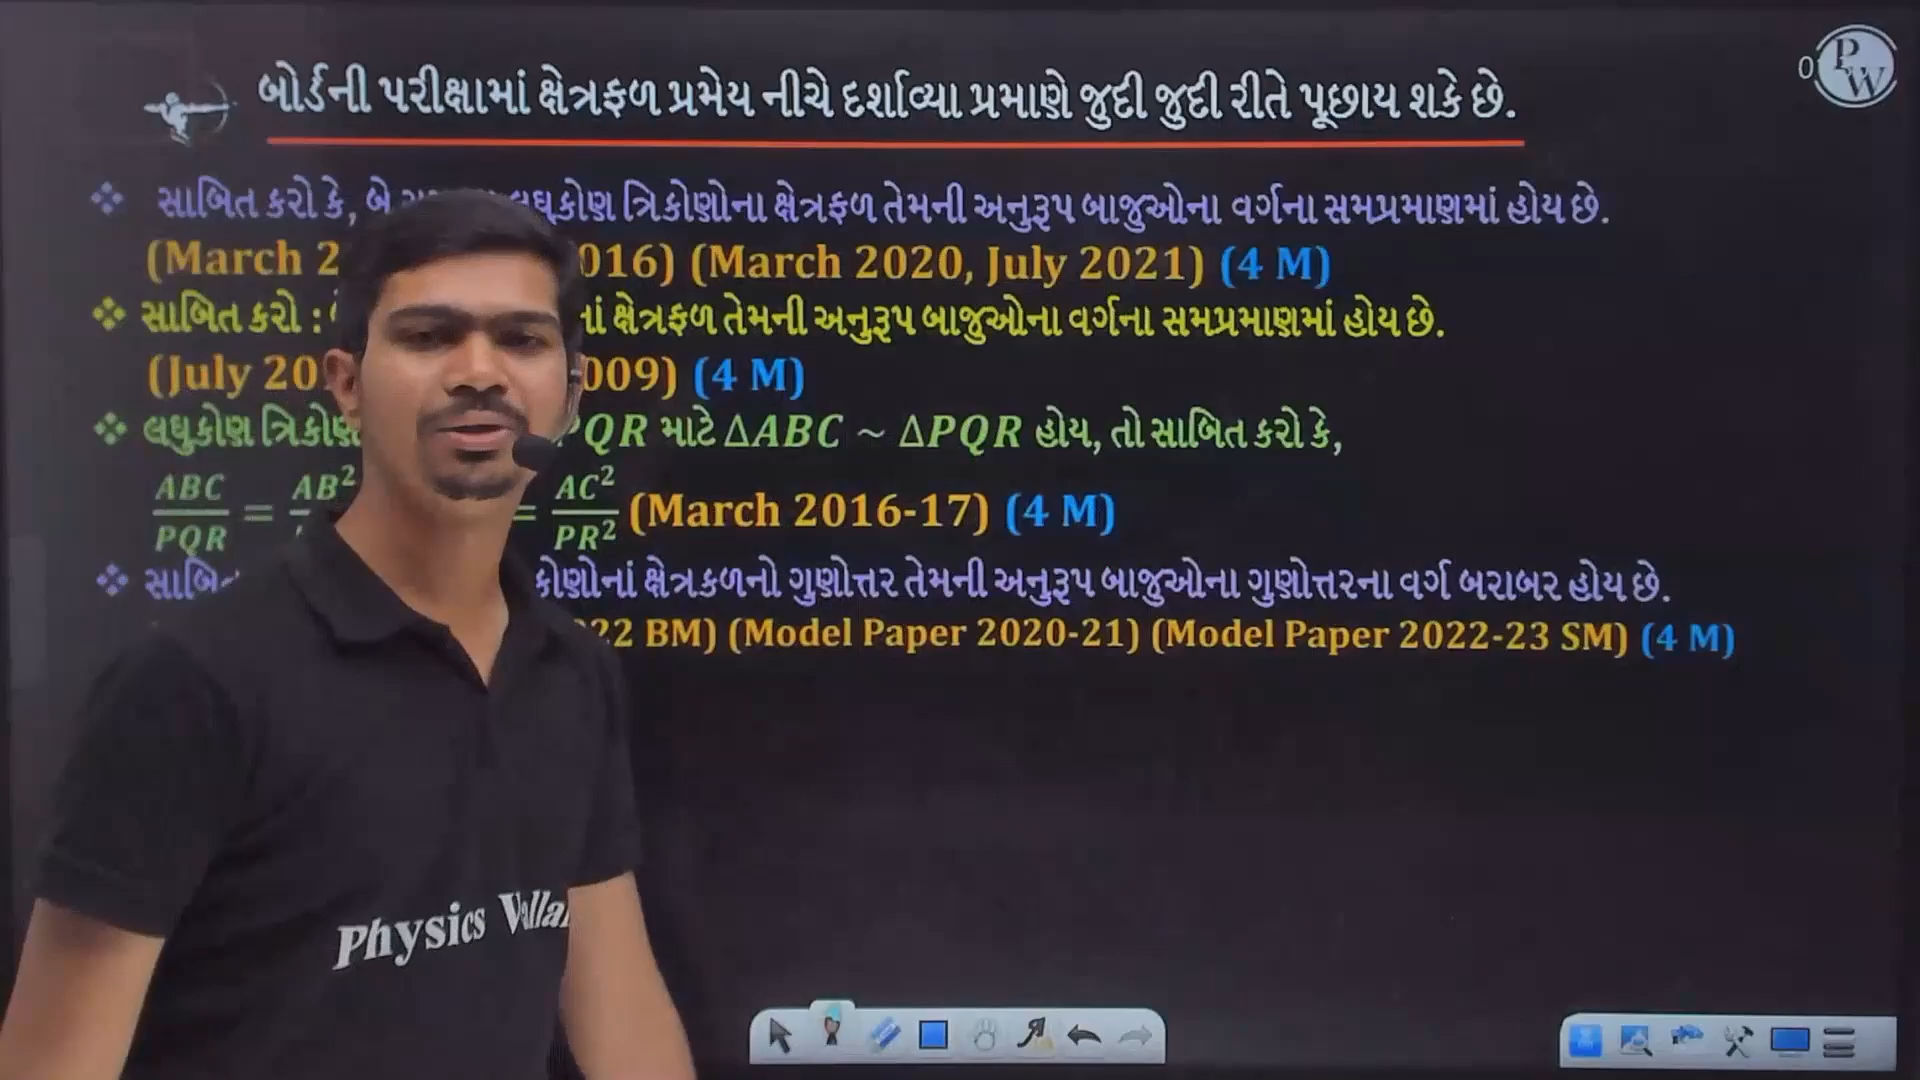 બોર્ડની પરીક્ષામાં ક્ષેત્રફળ પ્રમેય નીચે દર્શાવ્યા પ્રમાણે જુદી જુદી રીતે પૂછાય શકે છે.
PW
❖ સાબિત કરો કે, બે લઘુકોણ ત્રિકોણોના ક્ષેત્રફળ તેમની અનુરૂપ બાજુઓના વર્ગના સમપ્રમાણમાં હોય છે.
(March 2 016) (March 2020, July 2021) (4 M)
❖ સાબિત કરો : નાં ક્ષેત્રફળ તેમની અનુરૂપ બાજુઓના વર્ગના સમપ્રમાણમાં હોય છે.
(July 20 009) (4 M)
❖ લઘુકોણ ત્રિકોણ PQR માટે ΔABC ~ ΔPQR હોય, તો સાબિત કરો કે,
ABC/PQR = AB² = AC²/PR² (March 2016-17) (4 M)
❖ કોણોનાં ક્ષેત્રકળનો ગુણોત્તર તેમની અનુરૂપ બાજુઓના ગુણોત્તરના વર્ગ બરાબર હોય છે.
22 BM) (Model Paper 2020-21) (Model Paper 2022-23 SM) (4 M)
Physics